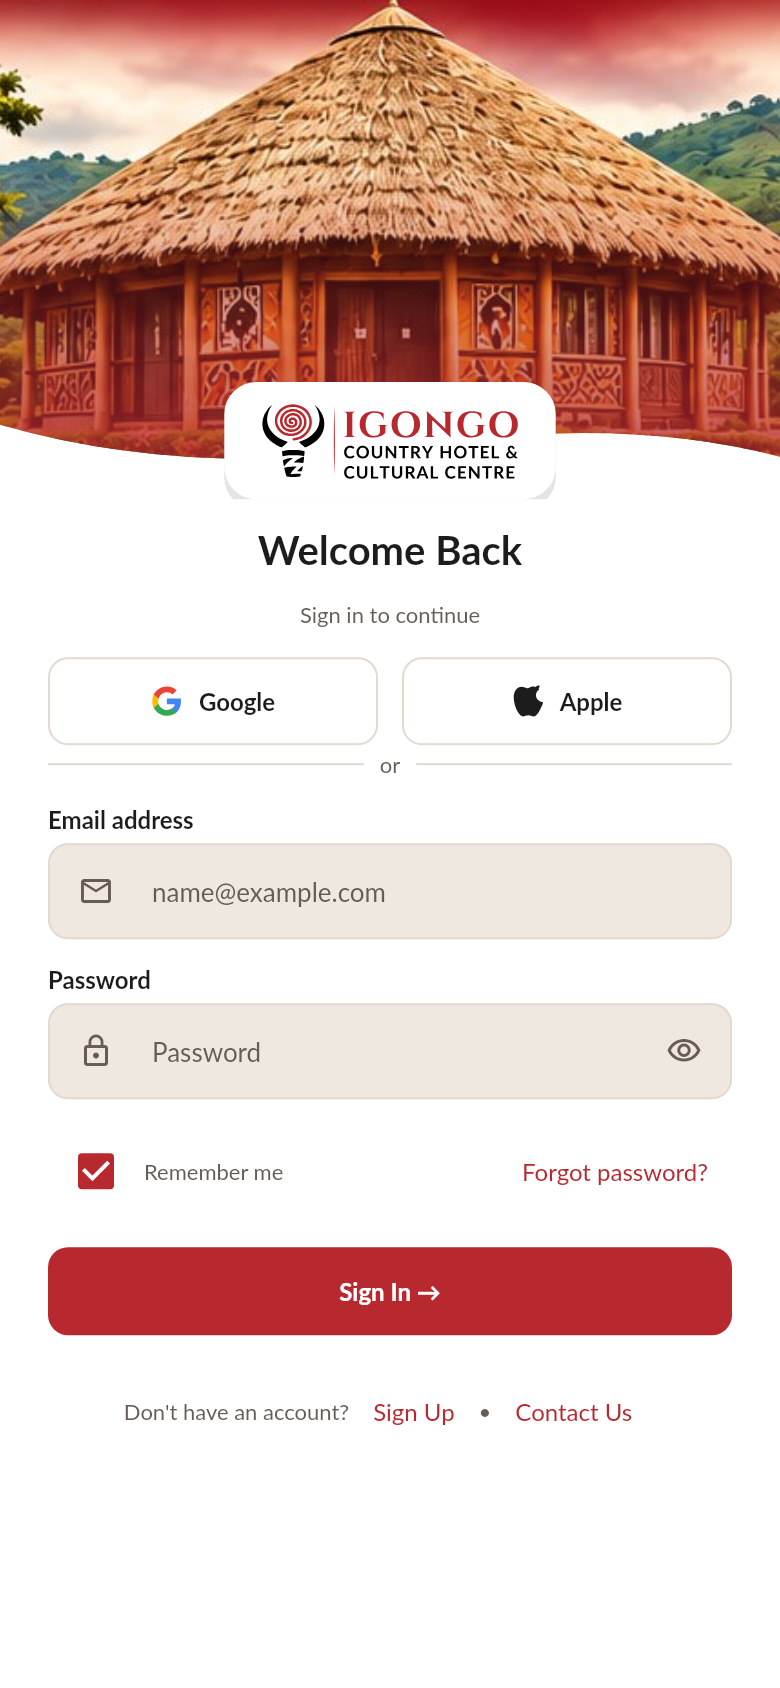 IGONGO
COUNTRY HOTEL &
CULTURAL CENTRE
Welcome Back
Sign in to continue
Google
Apple
or
Email address
name@example.com
Password
Password
Remember me
Forgot password?
Sign In →
Don't have an account? Sign Up • Contact Us